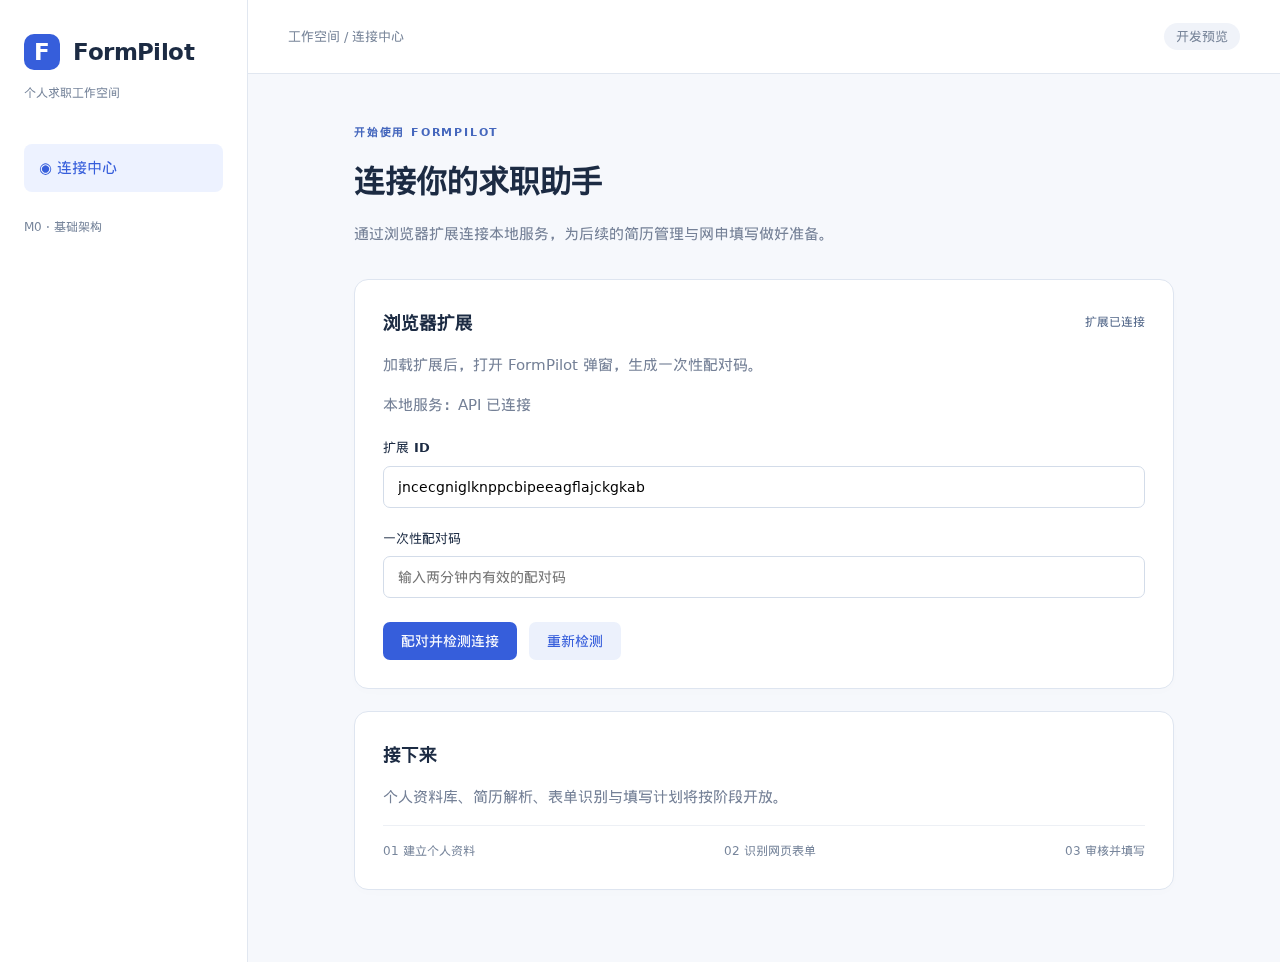 F FormPilot
个人求职工作空间
◉ 连接中心
M0 · 基础架构
工作空间 / 连接中心
开发预览
开始使用 FORMPILOT
连接你的求职助手
通过浏览器扩展连接本地服务，为后续的简历管理与网申填写做好准备。
浏览器扩展
扩展已连接
加载扩展后，打开 FormPilot 弹窗，生成一次性配对码。
本地服务：API 已连接
扩展 ID
jncecgniglknppcbipeeagflajckgkab
一次性配对码
输入两分钟内有效的配对码
配对并检测连接
重新检测
接下来
个人资料库、简历解析、表单识别与填写计划将按阶段开放。
01 建立个人资料
02 识别网页表单
03 审核并填写